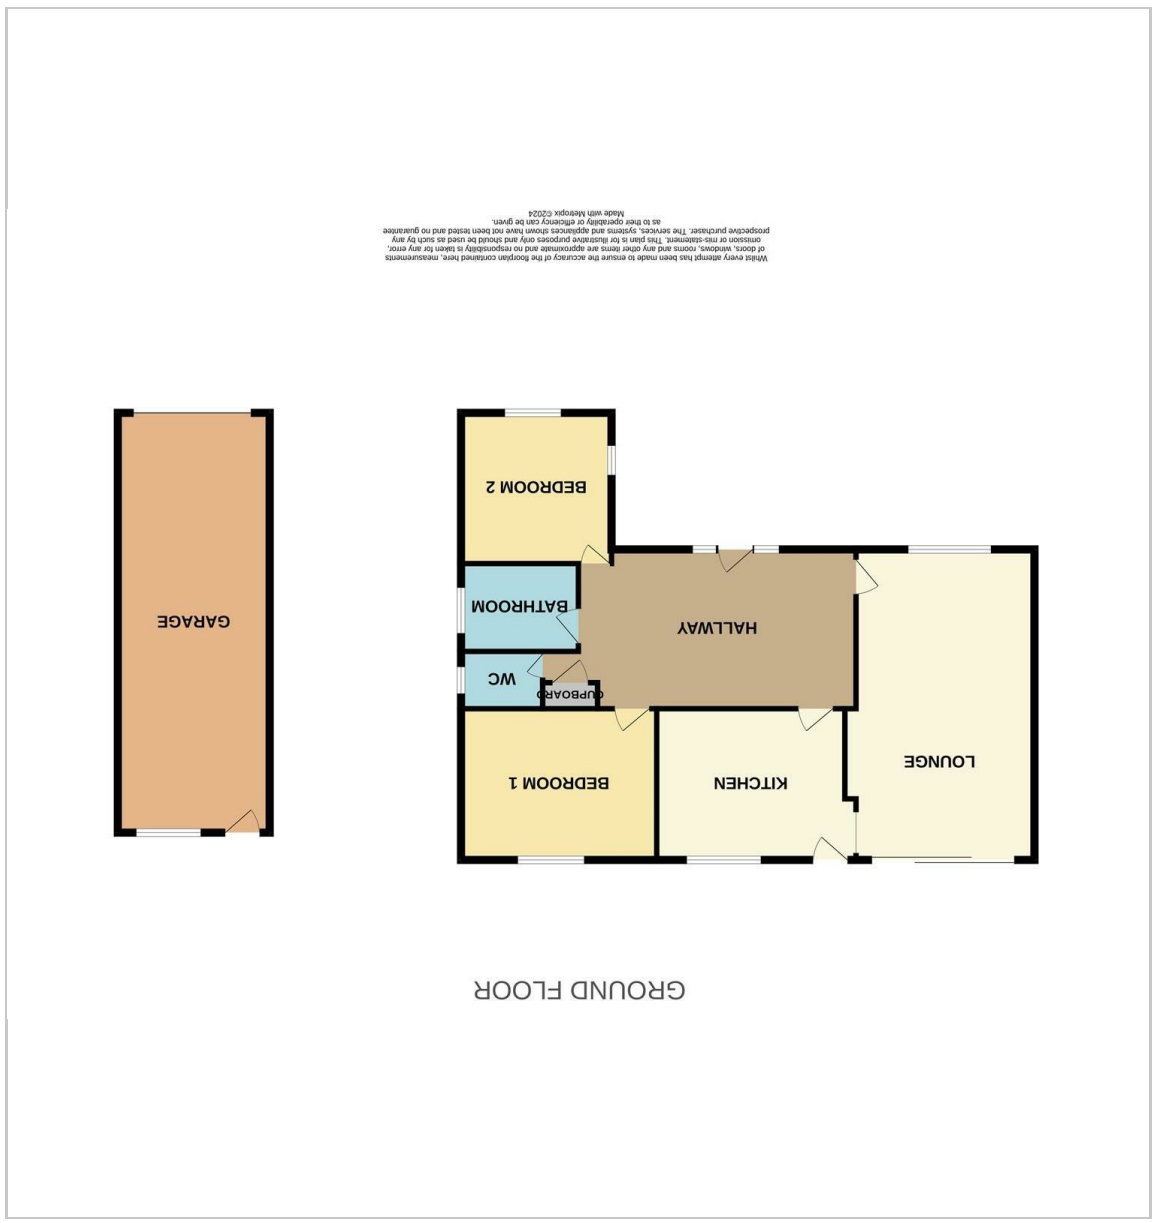 GROUND FLOOR
BEDROOM 1
KITCHEN
LOUNGE
CUPBOARD
WC
HALLWAY
BATHROOM
GARAGE
BEDROOM 2
Whilst every attempt has been made to ensure the accuracy of the floorplan contained here, measurements
of doors, windows, rooms and any other items are approximate and no responsibility is taken for any error,
omission or mis-statement. This plan is for illustrative purposes only and should be used as such by any
prospective purchaser. The services, systems and appliances shown have not been tested and no guarantee
as to their operability or efficiency can be given.
Made with Metropix ©2024